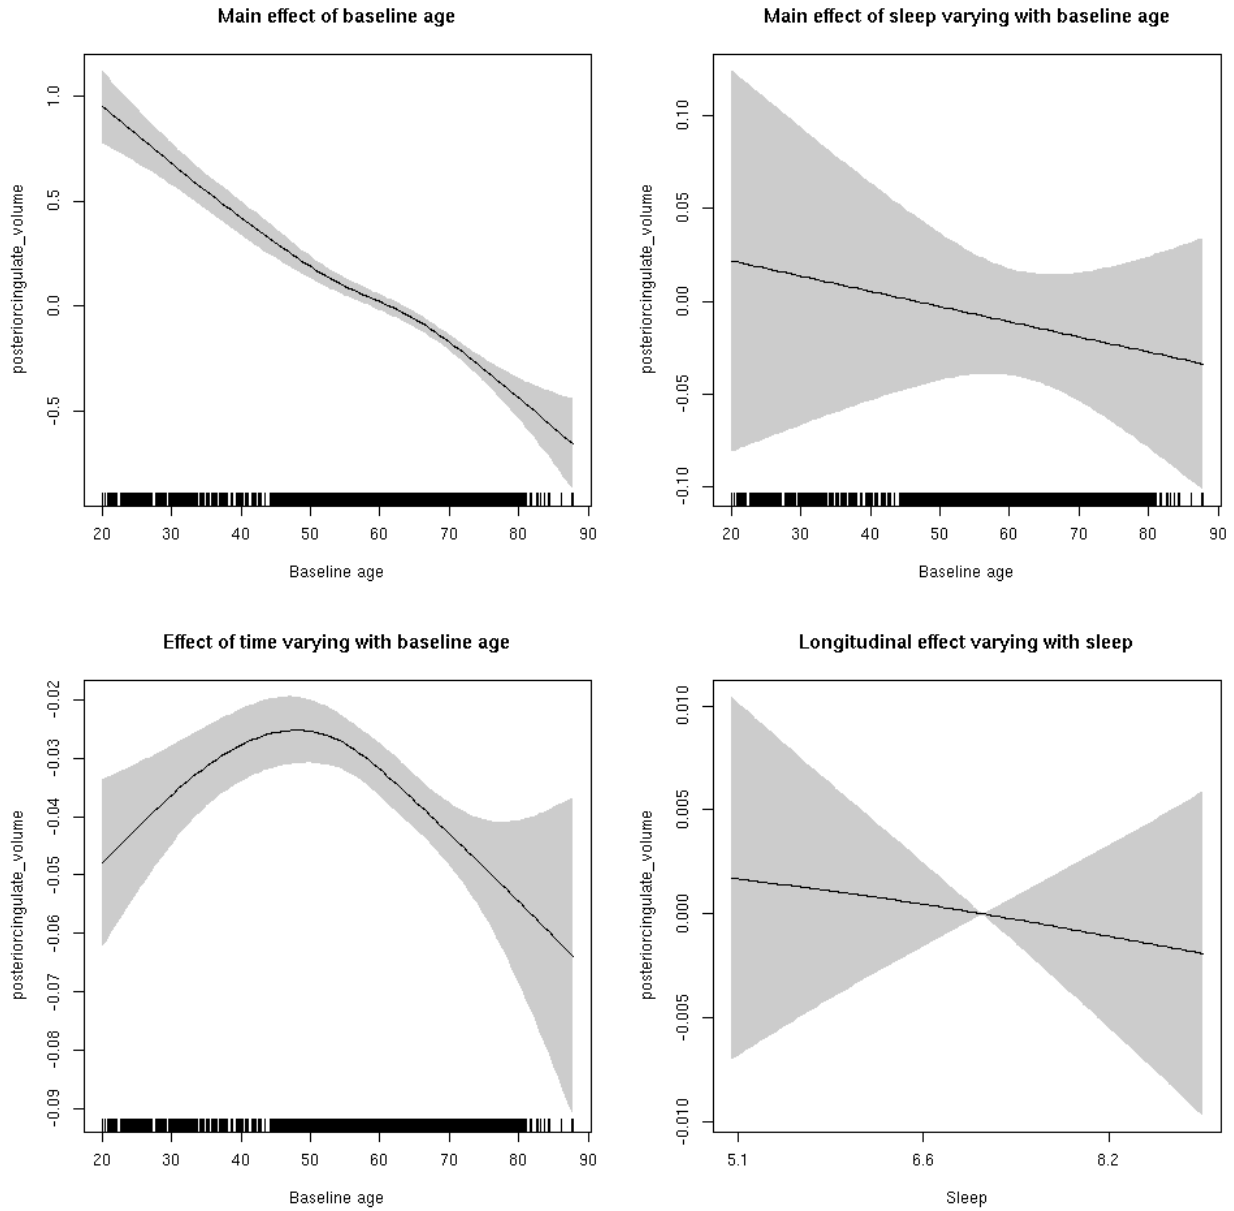 Main effect of baseline age
posteriorcingulate_volume
1.0
0.5
0.0
-0.5
20 30 40 50 60 70 80 90
Baseline age
Main effect of sleep varying with baseline age
posteriorcingulate_volume
0.10
0.05
0.00
-0.05
-0.10
20 30 40 50 60 70 80 90
Baseline age
Effect of time varying with baseline age
posteriorcingulate_volume
-0.02
-0.03
-0.04
-0.05
-0.06
-0.07
-0.08
-0.09
20 30 40 50 60 70 80 90
Baseline age
Longitudinal effect varying with sleep
posteriorcingulate_volume
0.010
0.005
0.000
-0.005
-0.010
5.1 6.6 8.2
Sleep